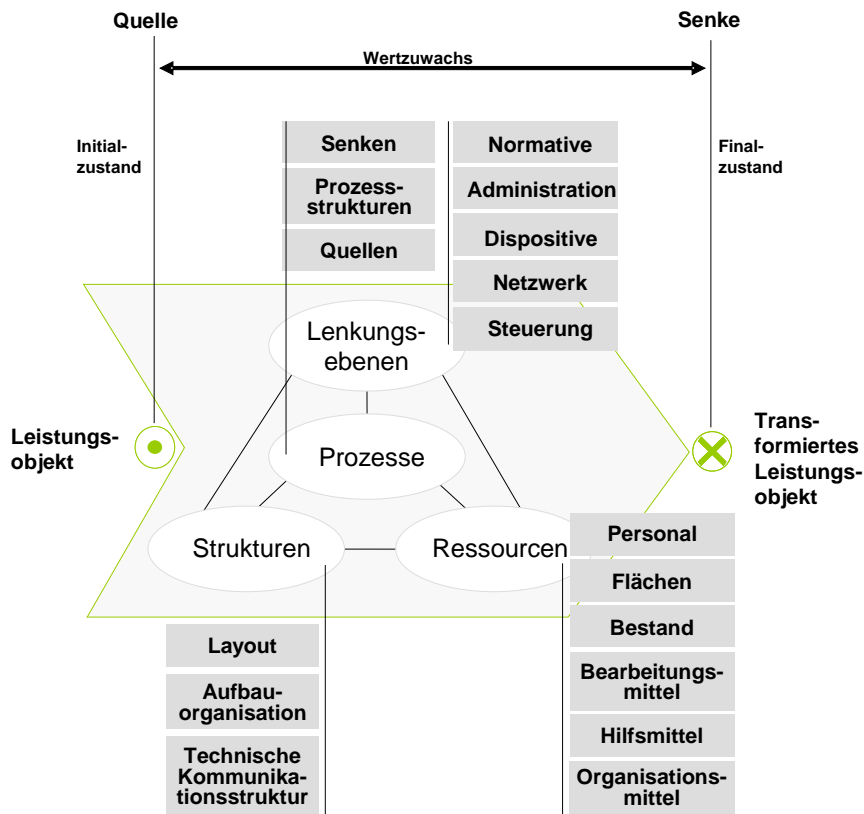 Quelle
Senke
Wertzuwachs
Initial-
zustand
Final-
zustand
Senken
Prozess-
strukturen
Quellen
Normative
Administration
Dispositive
Netzwerk
Steuerung
Lenkungs-
ebenen
Leistungs-
objekt
Prozesse
Trans-
formiertes
Leistungs-
objekt
Strukturen
Ressourcen
Personal
Flächen
Bestand
Bearbeitungs-
mittel
Hilfsmittel
Organisations-
mittel
Layout
Aufbau-
organisation
Technische
Kommunika-
tionsstruktur